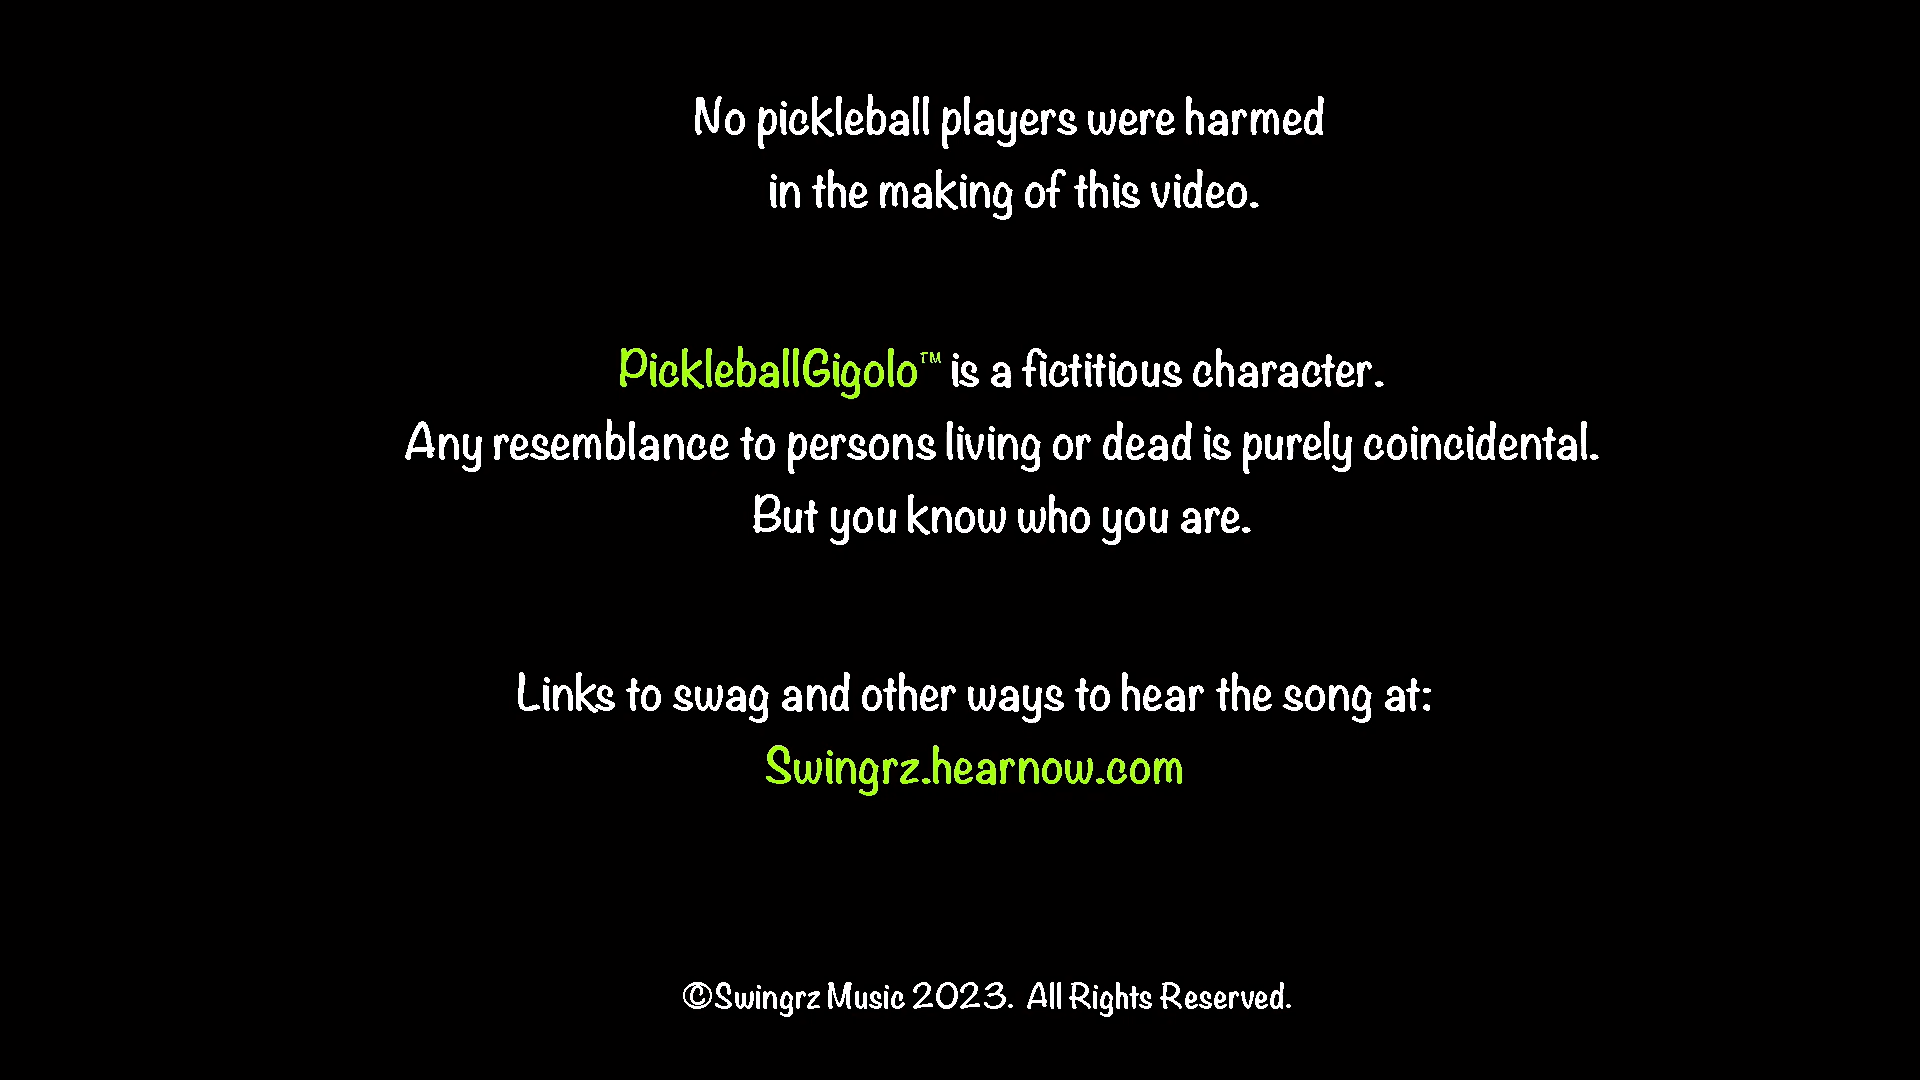 No pickleball players were harmed
in the making of this video.
PickleballGigolo™ is a fictitious character.
Any resemblance to persons living or dead is purely coincidental.
But you know who you are.
Links to swag and other ways to hear the song at:
Swingrz.hearnow.com
©Swingrz Music 2023. All Rights Reserved.